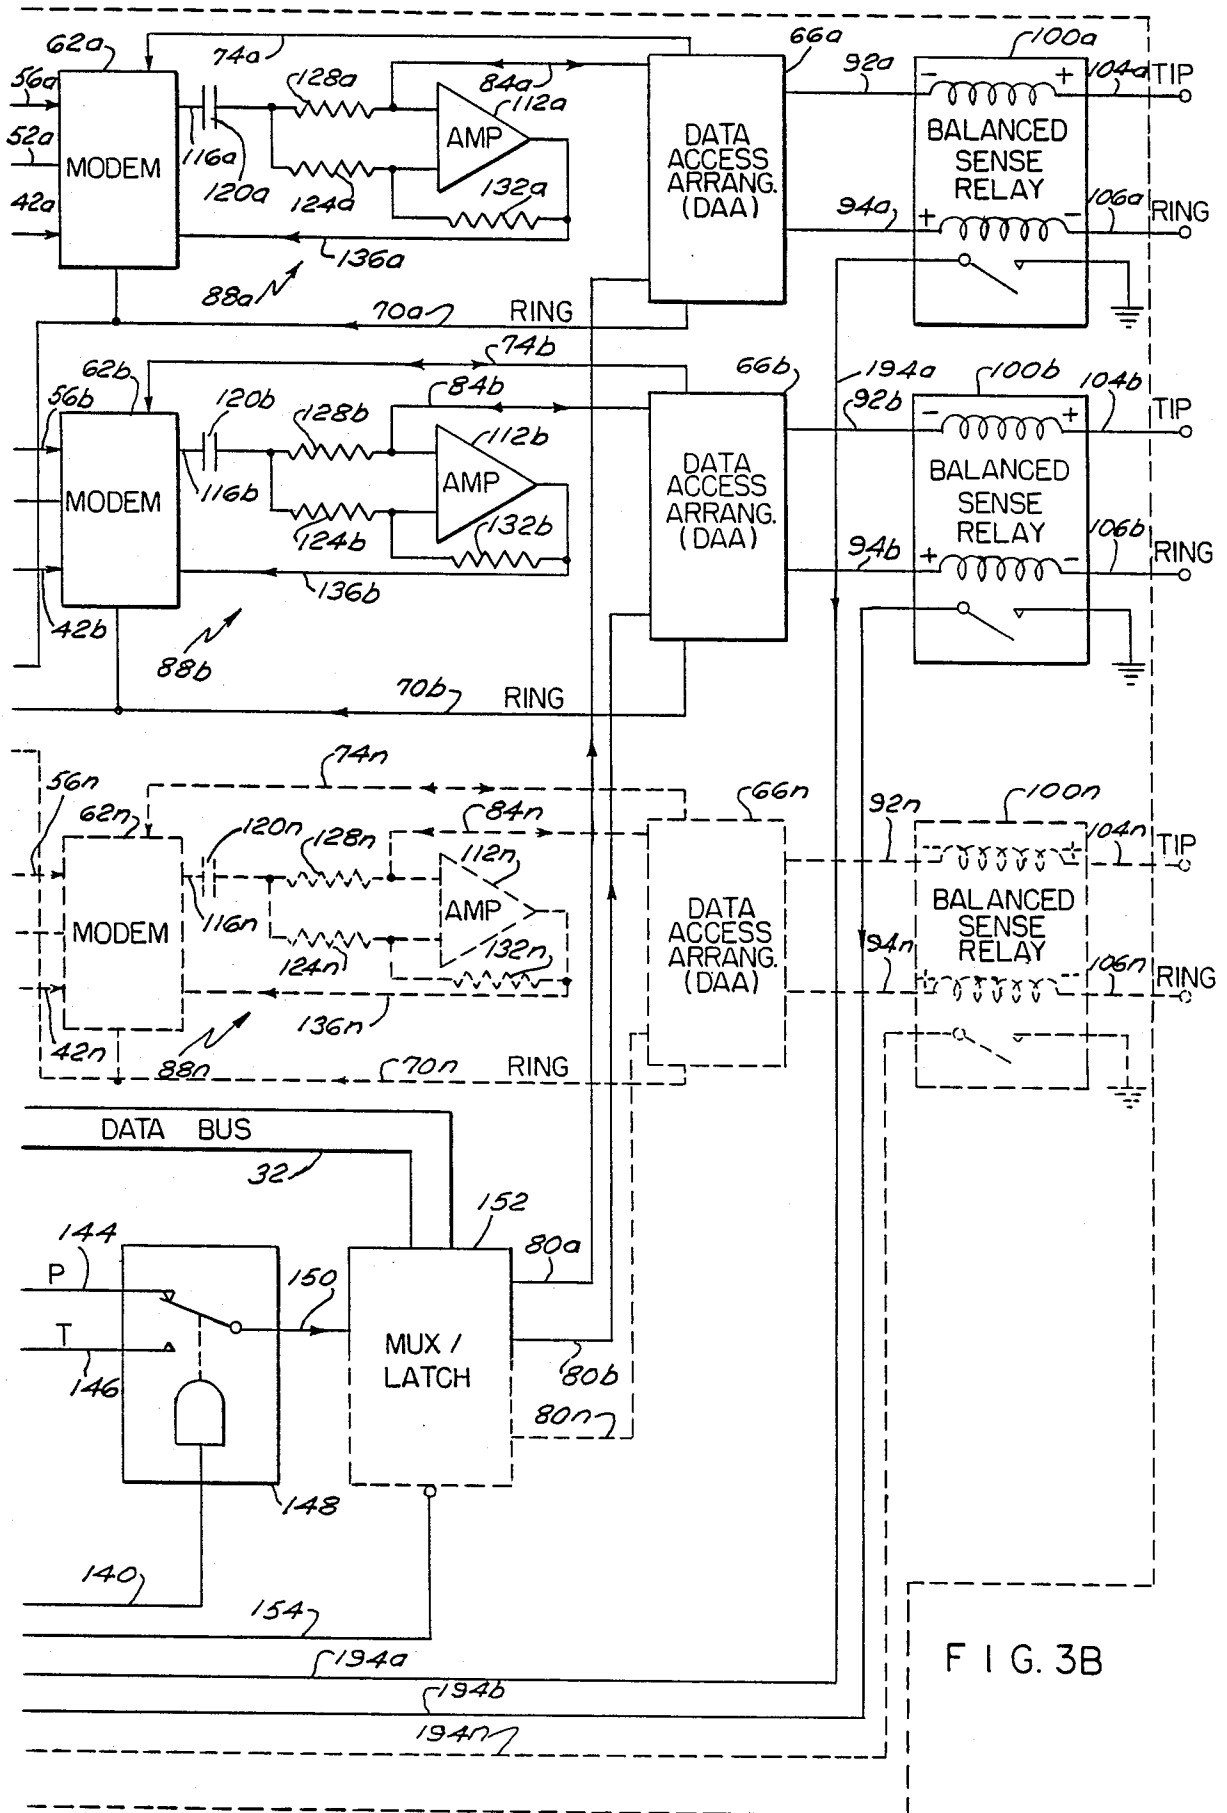 62a
74a
66a
100a
56a
128a
84a
92a
104a
TIP
112a
52a
AMP
DATA
ACCESS
ARRANG.
(DAA)
BALANCED
SENSE
RELAY
MODEM
116a
120a
124a
132a
42a
94a
106a
RING
136a
88a
70a
RING
74b
194a
62b
66b
100b
56b
120b
128b
84b
92b
104b
TIP
112b
MODEM
116b
AMP
DATA
ACCESS
ARRANG.
(DAA)
BALANCED
SENSE
RELAY
124b
132b
94b
106b
RING
136b
42b
88b
70b
RING
74n
56n
62n
120n
128n
84n
66n
92n
100n
104n
TIP
112n
MODEM
116n
AMP
DATA
ACCESS
ARRANG.
(DAA)
BALANCED
SENSE
RELAY
124n
132n
94n
106n
RING
42n
88n
136n
70n
RING
DATA BUS
32
152
144
80a
P
150
T
MUX /
LATCH
146
80b
80n
148
140
154
194a
194b
194n
FIG. 3B